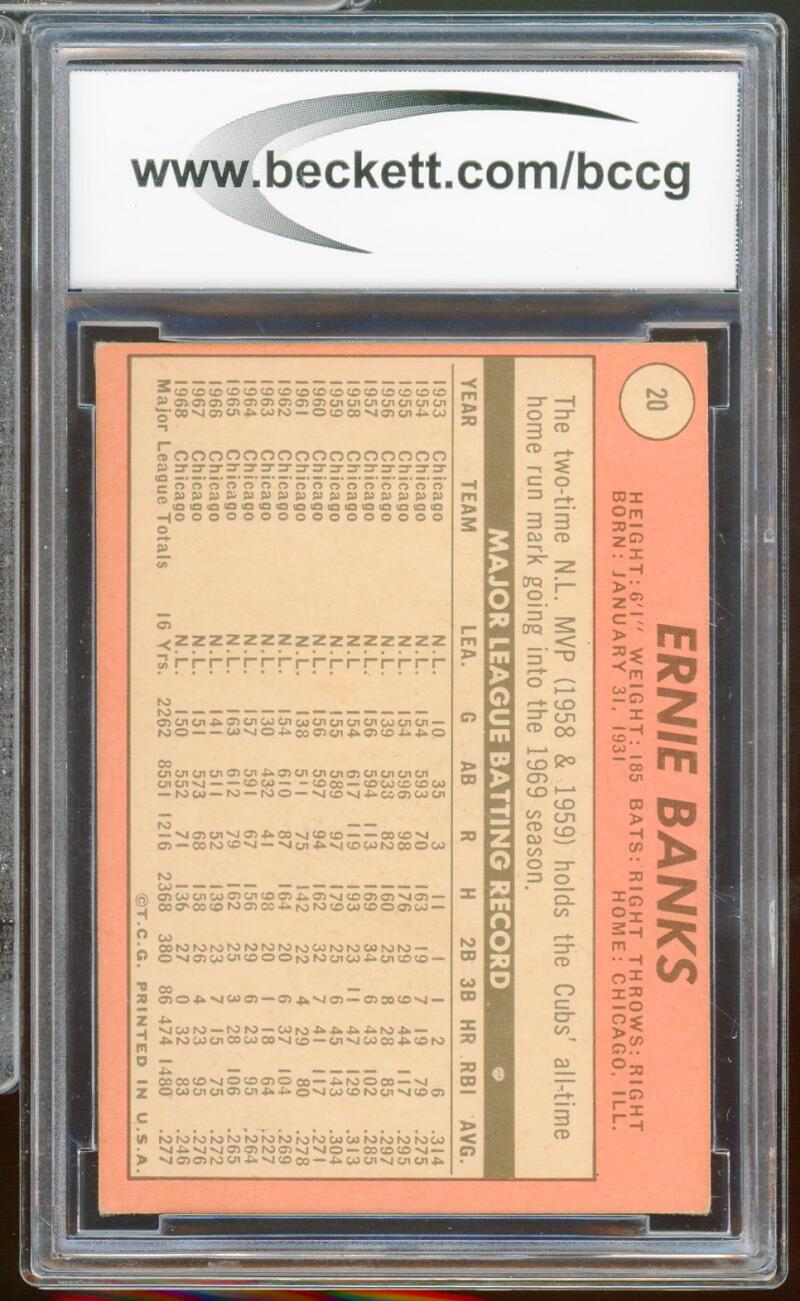 www.beckett.com/bccg
20
ERNIE BANKS
HEIGHT: 6'1" WEIGHT: 185 BATS: RIGHT THROWS: RIGHT
BORN: JANUARY 31, 1931 HOME: CHICAGO, ILL.
The two-time N.L. MVP (1958 & 1959) holds the Cubs' all-time
home run mark going into the 1969 season.
MAJOR LEAGUE BATTING RECORD
YEAR TEAM LEA. G AB R H 2B 3B HR RBI AVG.
1953 Chicago N.L. 10 35 3 11 1 1 2 6 .314
1954 Chicago N.L. 154 593 70 163 19 7 19 79 .275
1955 Chicago N.L. 154 596 98 176 29 9 44 117 .295
1956 Chicago N.L. 139 538 82 160 25 8 28 85 .297
1957 Chicago N.L. 156 594 113 169 34 6 43 102 .285
1958 Chicago N.L. 154 617 119 193 23 11 47 129 .313
1959 Chicago N.L. 155 589 97 179 25 6 45 143 .304
1960 Chicago N.L. 156 597 94 162 32 7 41 117 .271
1961 Chicago N.L. 138 511 75 142 22 4 29 80 .278
1962 Chicago N.L. 154 610 87 164 20 6 37 104 .269
1963 Chicago N.L. 130 432 41 98 20 1 18 64 .227
1964 Chicago N.L. 157 591 67 156 29 6 23 95 .264
1965 Chicago N.L. 163 612 79 162 25 3 28 106 .265
1966 Chicago N.L. 141 511 52 139 23 7 15 75 .272
1967 Chicago N.L. 151 573 68 158 26 4 23 95 .276
1968 Chicago N.L. 150 552 71 136 27 0 32 83 .246
Major League Totals 16 Yrs. 2262 8551 1216 2368 380 86 474 1480 .277
©T.C.G. PRINTED IN U.S.A.